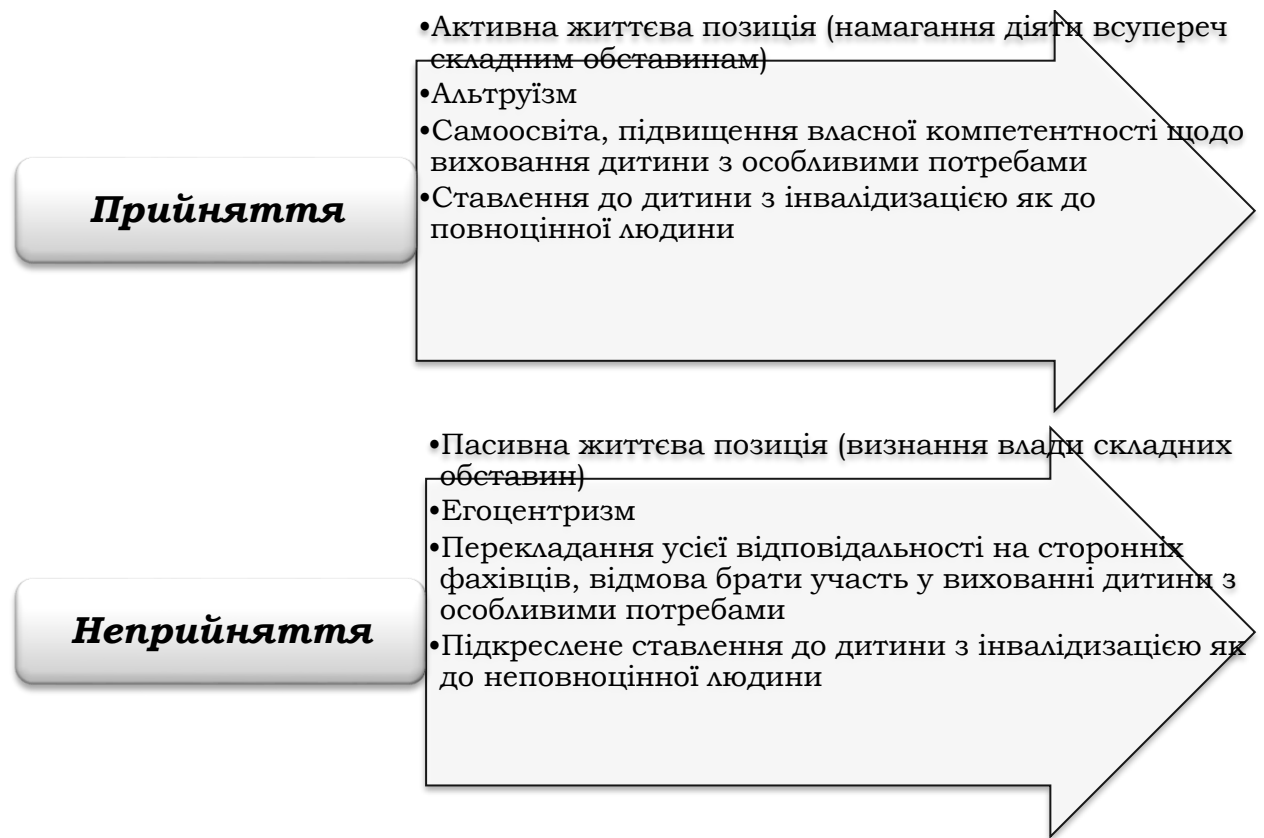 •Активна життєва позиція (намагання діяти всупереч
складним обставинам)
•Альтруїзм
•Самоосвіта, підвищення власної компетентності щодо
виховання дитини з особливими потребами
•Ставлення до дитини з інвалідизацією як до
повноцінної людини
Прийняття
•Пасивна життєва позиція (визнання влади складних
обставин)
•Егоцентризм
•Перекладання усієї відповідальності на сторонніх
фахівців, відмова брати участь у вихованні дитини з
особливими потребами
•Підкреслене ставлення до дитини з інвалідизацією як
до неповноцінної людини
Неприйняття